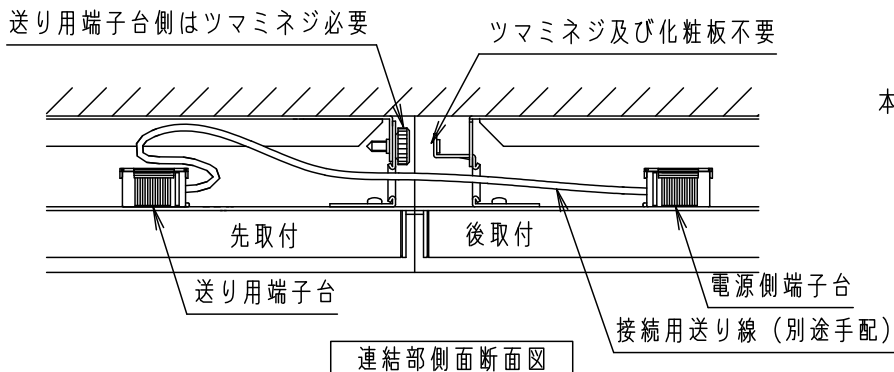 送り用端子台側はツマミネジ必要
ツマミネジ及び化粧板不要
本
先取付
後取付
送り用端子台
電源側端子台
接続用送り線（別途手配）
連結部側面断面図